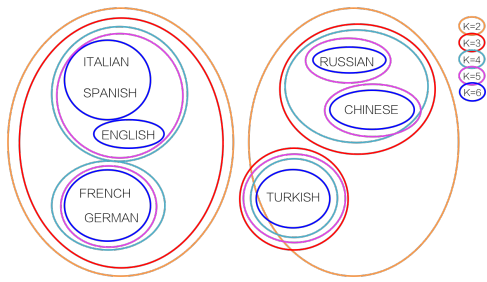 ITALIAN
SPANISH
ENGLISH
FRENCH
GERMAN
RUSSIAN
CHINESE
TURKISH
K=2
K=3
K=4
K=5
K=6